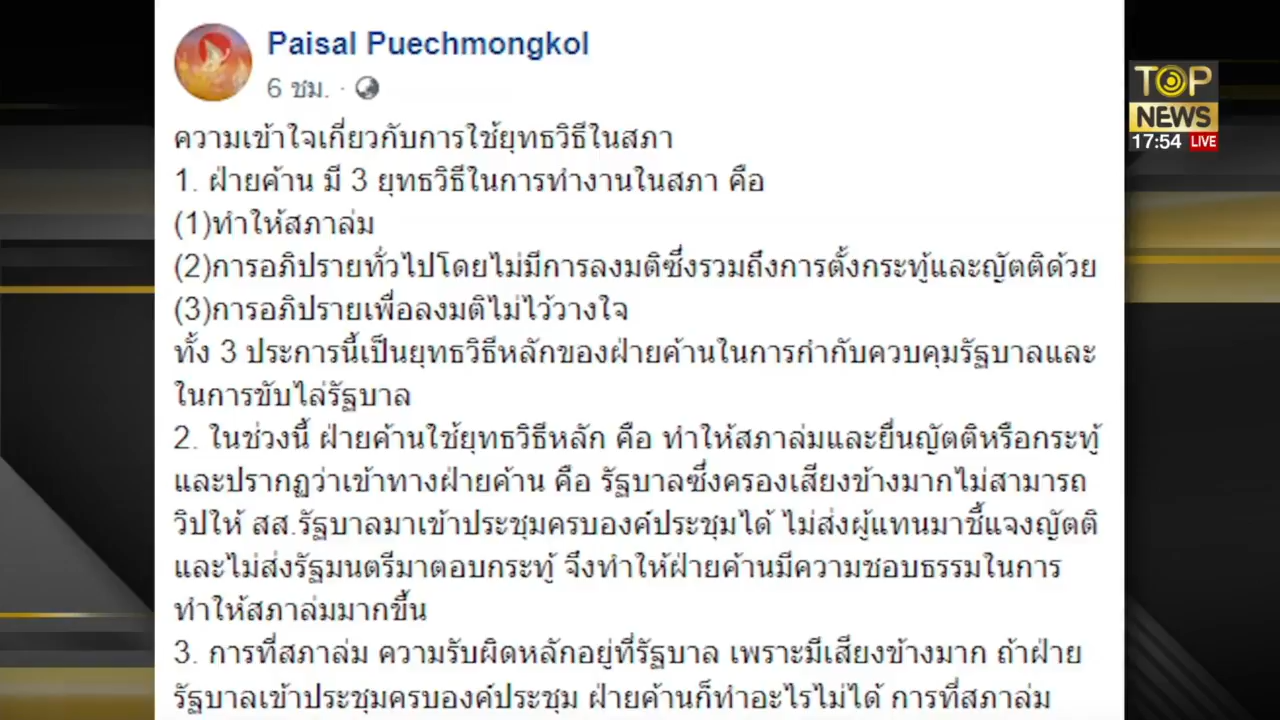 Paisal Puechmongkol
6 ชม. ·
TOP
NEWS
17:54 LIVE
ความเข้าใจเกี่ยวกับการใช้ยุทธวิธีในสภา
1. ฝ่ายค้าน มี 3 ยุทธวิธีในการทำงานในสภา คือ
(1)ทำให้สภาล่ม
(2)การอภิปรายทั่วไปโดยไม่มีการลงมติซึ่งรวมถึงการตั้งกระทู้และญัตติด้วย
(3)การอภิปรายเพื่อลงมติไม่ไว้วางใจ
ทั้ง 3 ประการนี้เป็นยุทธวิธีหลักของฝ่ายค้านในการกำกับควบคุมรัฐบาลและ
ในการขับไล่รัฐบาล
2. ในช่วงนี้ ฝ่ายค้านใช้ยุทธวิธีหลัก คือ ทำให้สภาล่มและยื่นญัตติหรือกระทู้
และปรากฏว่าเข้าทางฝ่ายค้าน คือ รัฐบาลซึ่งครองเสียงข้างมากไม่สามารถ
วิปให้ สส.รัฐบาลมาเข้าประชุมครบองค์ประชุมได้ ไม่ส่งผู้แทนมาชี้แจงญัตติ
และไม่ส่งรัฐมนตรีมาตอบกระทู้ จึงทำให้ฝ่ายค้านมีความชอบธรรมในการ
ทำให้สภาล่มมากขึ้น
3. การที่สภาล่ม ความรับผิดหลักอยู่ที่รัฐบาล เพราะมีเสียงข้างมาก ถ้าฝ่าย
รัฐบาลเข้าประชุมครบองค์ประชุม ฝ่ายค้านก็ทำอะไรไม่ได้ การที่สภาล่ม